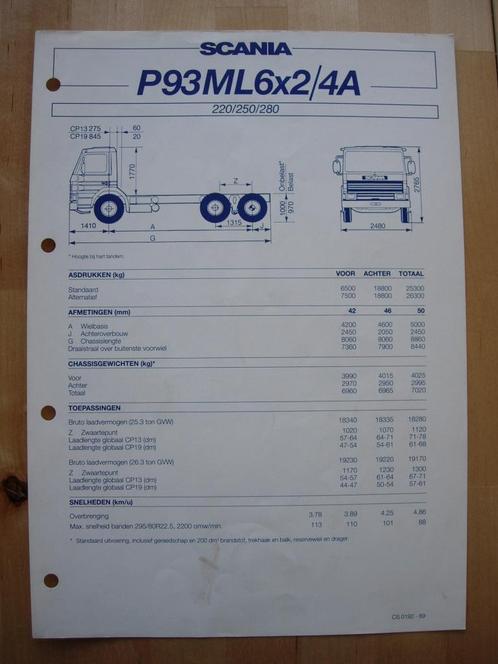 SCANIA
P93ML6x2/4A
220/250/280
CP13 275 60
CP19 845 20
1770
Z
Onbelast*
Belast
1000
970
2765
1410 A 1315 J
G
2480
SCANIA
* Hoogte bij hart tandem.
ASDRUKKEN (kg) VOOR ACHTER TOTAAL
Standaard 6500 18800 25300
Alternatief 7500 18800 26300
AFMETINGEN (mm) 42 46 50
A Wielbasis 4200 4600 5000
J Achteroverbouw 2450 2050 2450
G Chassislengte 8060 8060 8860
Draaistraal over buitenste voorwiel 7360 7900 8440
CHASSISGEWICHTEN (kg)*
Voor 3990 4015 4025
Achter 2970 2950 2995
Totaal 6960 6965 7020
TOEPASSINGEN
Bruto laadvermogen (25.3 ton GVW) 18340 18335 18280
Z Zwaartepunt 1020 1070 1120
Laadlengte globaal CP13 (dm) 57-64 64-71 71-78
Laadlengte globaal CP19 (dm) 47-54 54-61 61-68
Bruto laadvermogen (26.3 ton GVW) 19230 19220 19170
Z Zwaartepunt 1170 1230 1300
Laadlengte globaal CP13 (dm) 54-57 61-64 67-71
Laadlengte globaal CP19 (dm) 44-47 50-54 57-61
SNELHEDEN (km/u)
Overbrenging 3.78 3.89 4.25 4.86
Max. snelheid banden 295/80R22.5, 2200 omw/min. 113 110 101 88
* Standaard uitvoering, inclusief gereedschap en 200 dm³ brandstof, trekhaak en balk, reservewiel en drager.
CS 0192 - 89